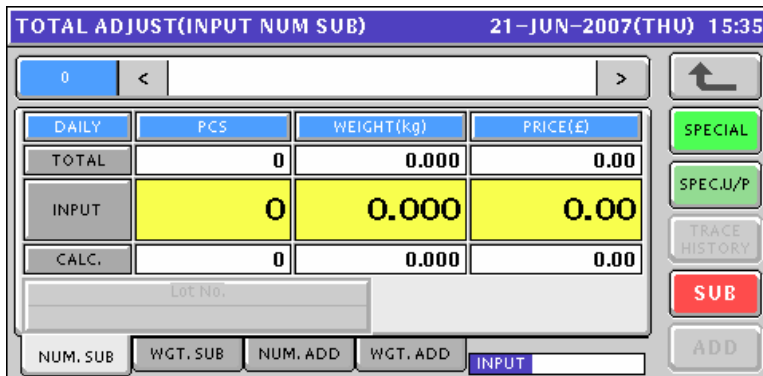 TOTAL ADJUST(INPUT NUM SUB) 21-JUN-2007(THU) 15:35
0 < >
DAILY PCS WEIGHT(kg) PRICE(£) SPECIAL
TOTAL 0 0.000 0.00
INPUT 0 0.000 0.00 SPEC.U/P
TRACE
HISTORY
CALC. 0 0.000 0.00
Lot No. SUB
NUM. SUB WGT. SUB NUM. ADD WGT. ADD INPUT ADD